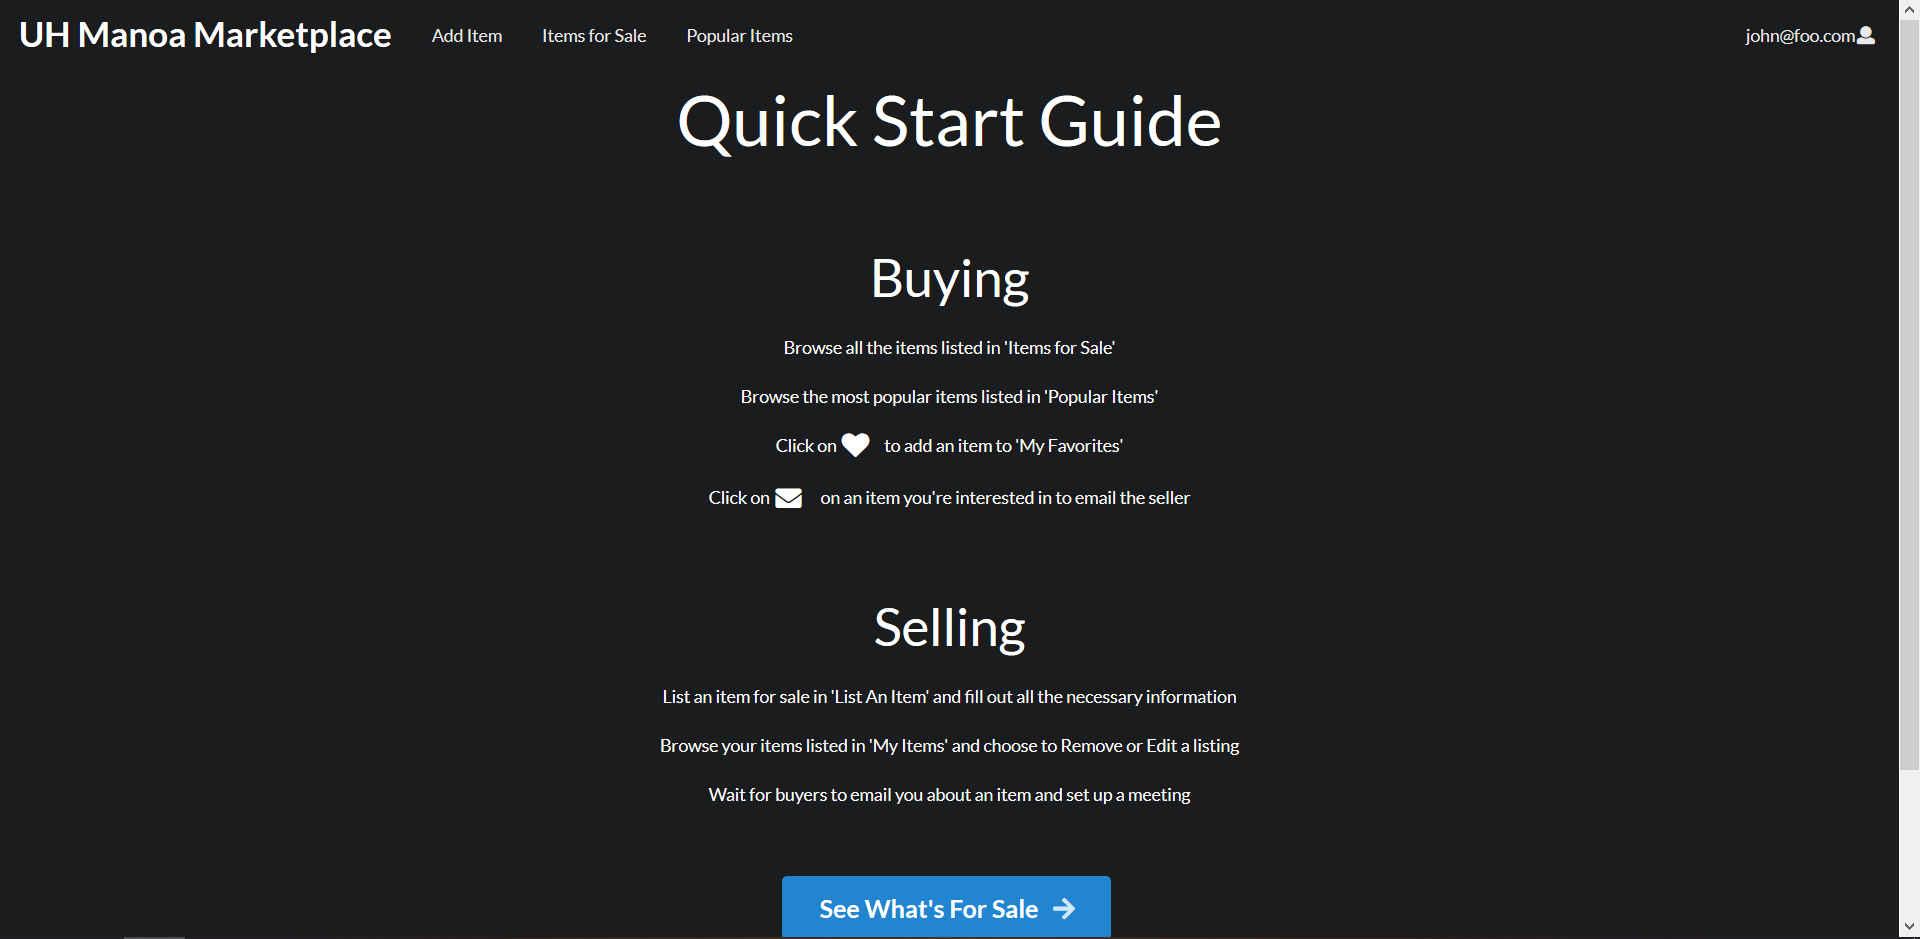 UH Manoa Marketplace Add Item Items for Sale Popular Items john@foo.com
Quick Start Guide
Buying
Browse all the items listed in 'Items for Sale'
Browse the most popular items listed in 'Popular Items'
Click on to add an item to 'My Favorites'
Click on on an item you're interested in to email the seller
Selling
List an item for sale in 'List An Item' and fill out all the necessary information
Browse your items listed in 'My Items' and choose to Remove or Edit a listing
Wait for buyers to email you about an item and set up a meeting
See What's For Sale